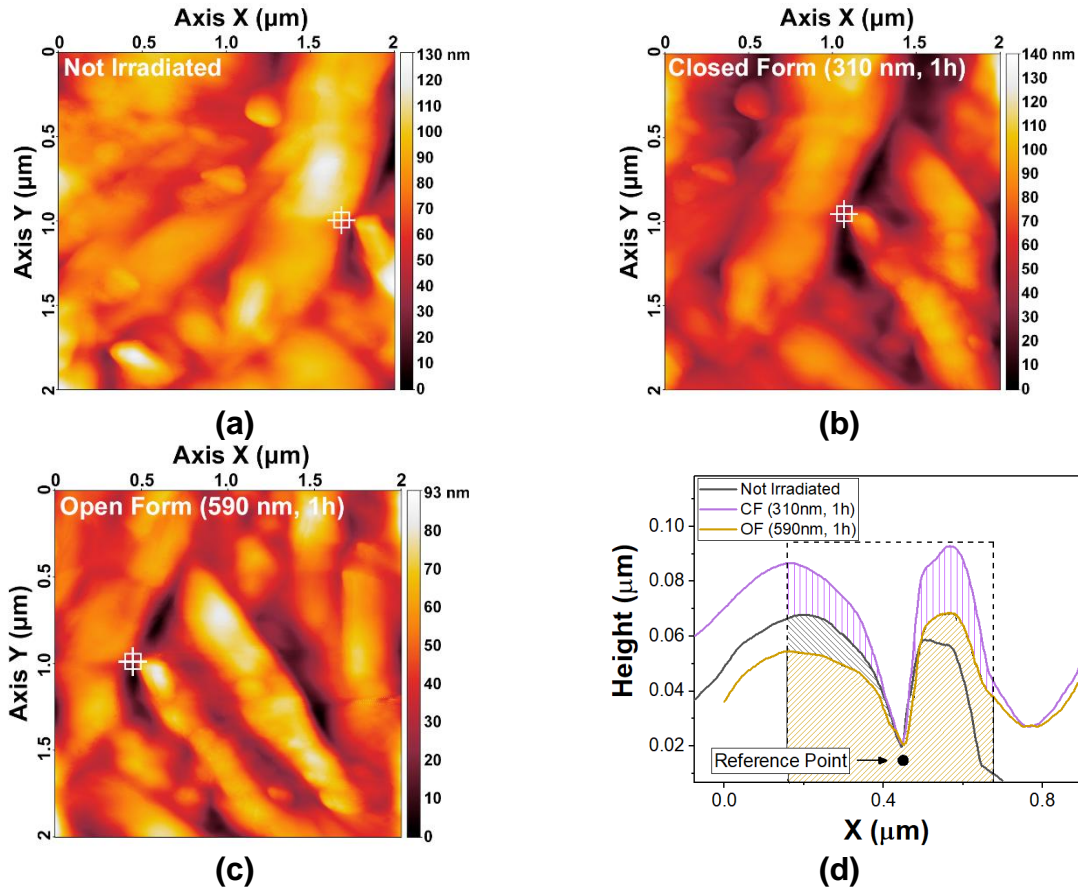 Axis X (µm)
0 0.5 1.0 1.5 2
Axis Y (µm)
0 0.5 1.0 1.5 2
Not Irradiated
130 nm
120
110
100
90
80
70
60
50
40
30
20
10
0
(a)
Axis X (µm)
0 0.5 1.0 1.5 2
Axis Y (µm)
0 0.5 1.0 1.5 2
Closed Form (310 nm, 1h)
140 nm
130
120
110
100
90
80
70
60
50
40
30
20
10
0
(b)
Axis X (µm)
0 0.5 1.0 1.5 2
Axis Y (µm)
0 0.5 1.0 1.5 2
Open Form (590 nm, 1h)
93 nm
80
70
60
50
40
30
20
10
0
(c)
Not Irradiated
CF (310nm, 1h)
OF (590nm, 1h)
Height (µm)
0.10
0.08
0.06
0.04
0.02
Reference Point
0.0 0.4 0.8
X (µm)
(d)